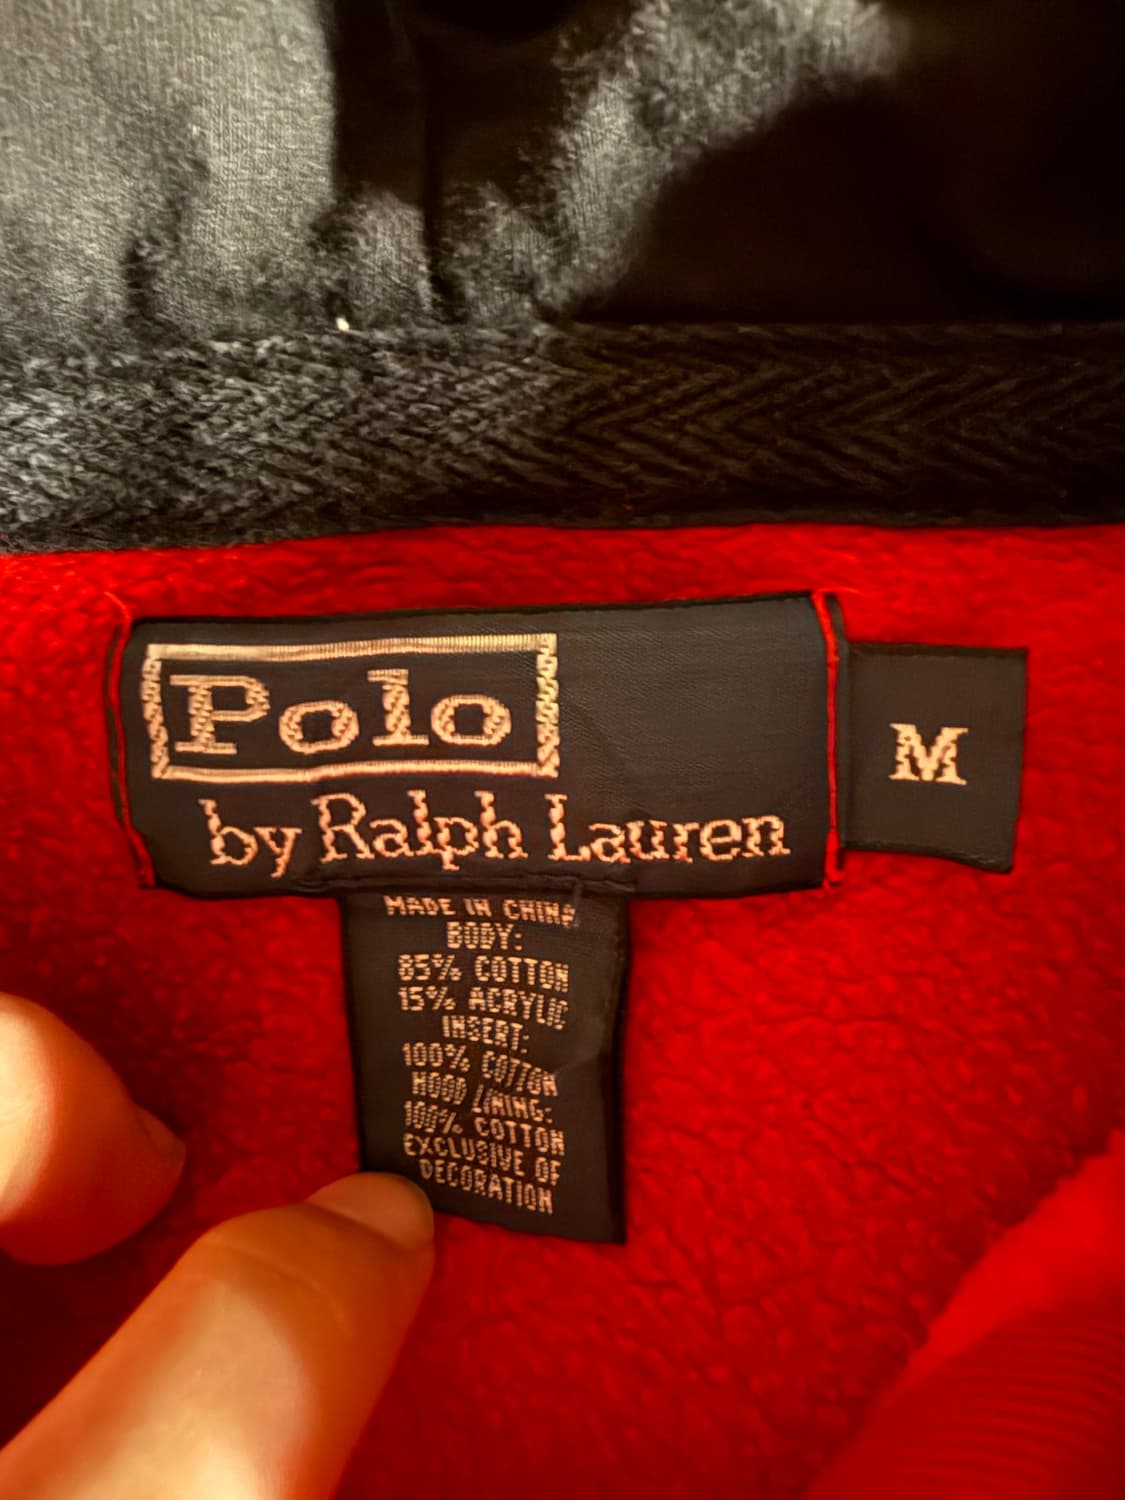 Polo
by Ralph Lauren
M
MADE IN CHINA
BODY:
85% COTTON
15% ACRYLIC
INSERT:
100% COTTON
HOOD LINING:
100% COTTON
EXCLUSIVE OF
DECORATION